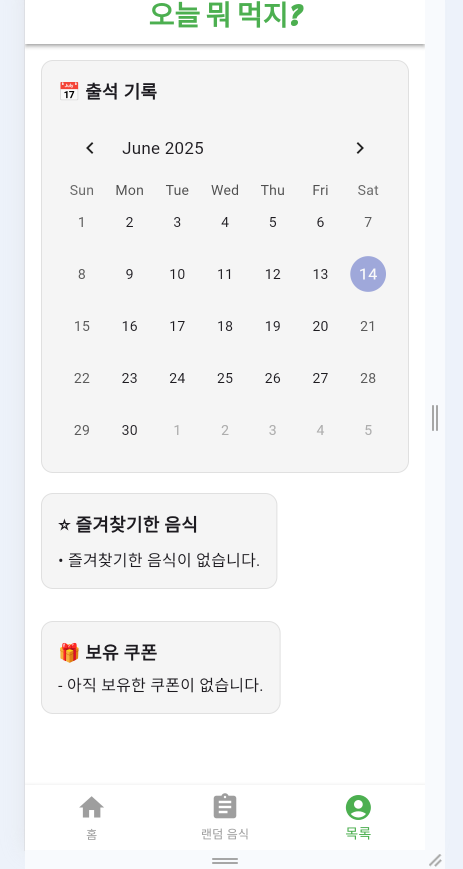 오늘 뭐 먹지?
📅 출석 기록
June 2025
Sun Mon Tue Wed Thu Fri Sat
1 2 3 4 5 6 7
8 9 10 11 12 13 14
15 16 17 18 19 20 21
22 23 24 25 26 27 28
29 30 1 2 3 4 5
⭐ 즐겨찾기한 음식
• 즐겨찾기한 음식이 없습니다.
🎁 보유 쿠폰
- 아직 보유한 쿠폰이 없습니다.
홈 랜덤 음식 목록